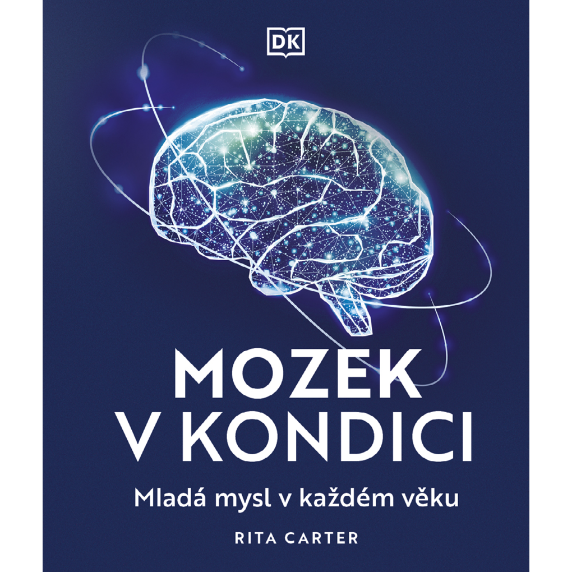 DK
MOZEK
V KONDICI
Mladá mysl v každém věku
RITA CARTER